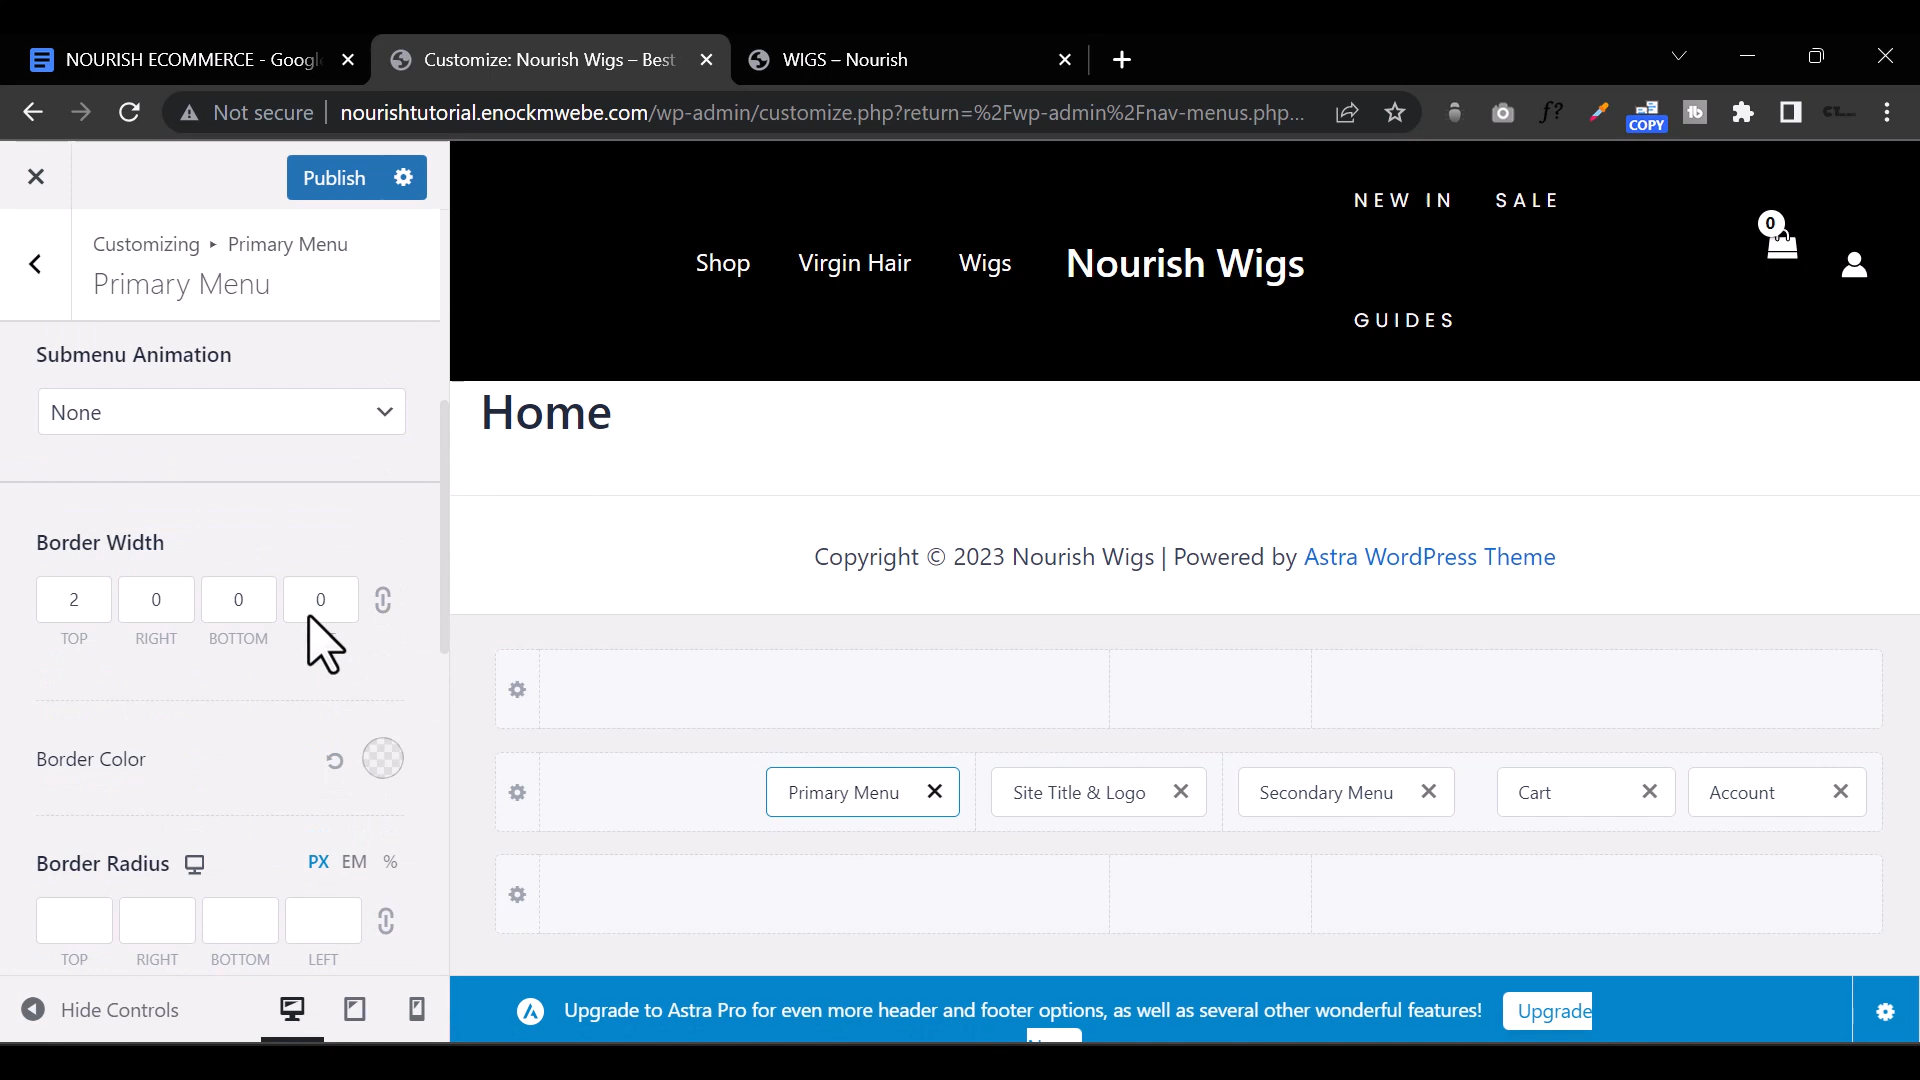 NOURISH ECOMMERCE - Googl
Customize: Nourish Wigs – Best
WIGS – Nourish
Not secure
nourishtutorial.enockmwebe.com/wp-admin/customize.php?return=%2Fwp-admin%2Fnav-menus.php...
f?
COPY
tb
Publish
Customizing ▸ Primary Menu
Primary Menu
Submenu Animation
None
Border Width
2 0 0 0
TOP RIGHT BOTTOM
Border Color
Border Radius
PX EM %
TOP RIGHT BOTTOM LEFT
Hide Controls
NEW IN SALE
Shop Virgin Hair Wigs Nourish Wigs
0
GUIDES
Home
Copyright © 2023 Nourish Wigs | Powered by Astra WordPress Theme
Primary Menu
Site Title & Logo
Secondary Menu
Cart
Account
Upgrade to Astra Pro for even more header and footer options, as well as several other wonderful features!
Upgrade